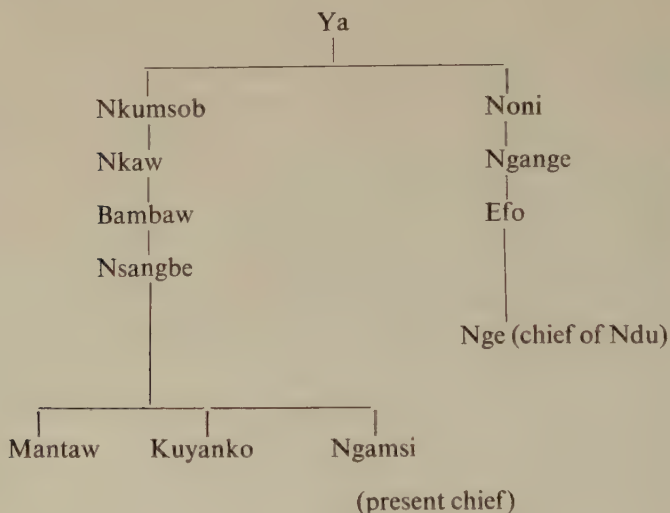 Ya
Nkumsob Noni
Nkaw Ngange
Bambaw Efo
Nsangbe
Nge (chief of Ndu)
Mantaw Kuyanko Ngamsi
(present chief)